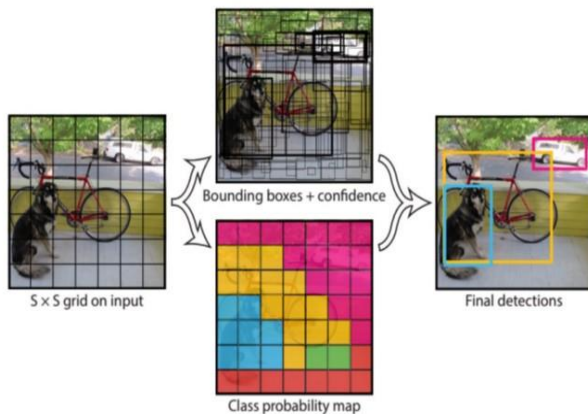 Bounding boxes + confidence
S × S grid on input
Final detections
Class probability map